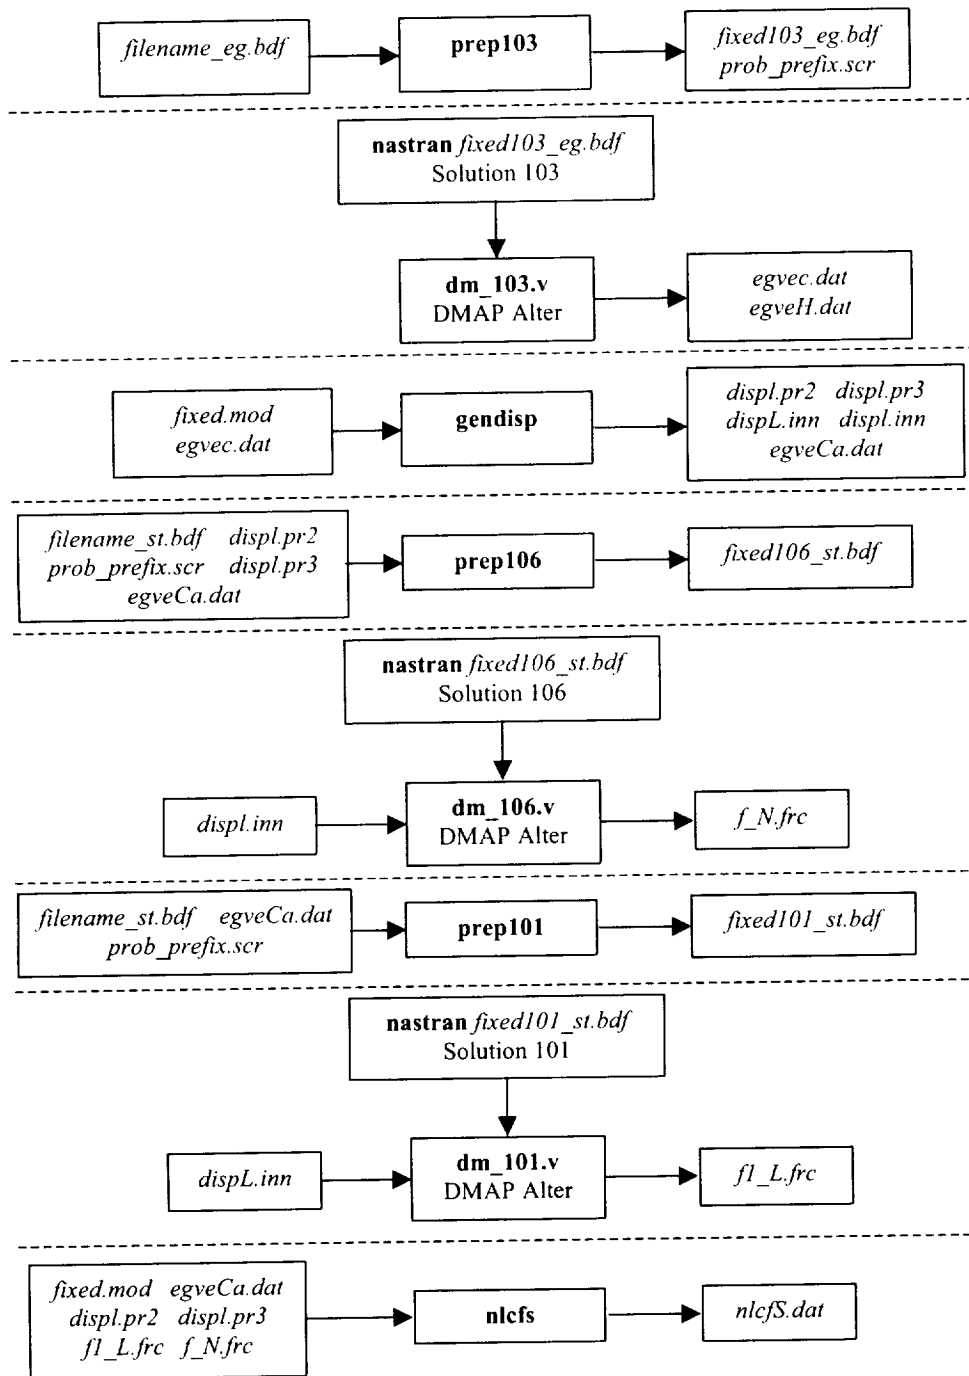 filename_eg.bdf
prep103
fixed103_eg.bdf
prob_prefix.scr
nastran fixed103_eg.bdf
Solution 103
dm_103.v
DMAP Alter
egvec.dat
egveH.dat
fixed.mod
egvec.dat
gendisp
displ.pr2 displ.pr3
dispL.inn displ.inn
egveCa.dat
filename_st.bdf displ.pr2
prob_prefix.scr displ.pr3
egveCa.dat
prep106
fixed106_st.bdf
nastran fixed106_st.bdf
Solution 106
displ.inn
dm_106.v
DMAP Alter
f_N.frc
filename_st.bdf egveCa.dat
prob_prefix.scr
prep101
fixed101_st.bdf
nastran fixed101_st.bdf
Solution 101
dispL.inn
dm_101.v
DMAP Alter
f1_L.frc
fixed.mod egveCa.dat
displ.pr2 displ.pr3
f1_L.frc f_N.frc
nlcfs
nlcfS.dat